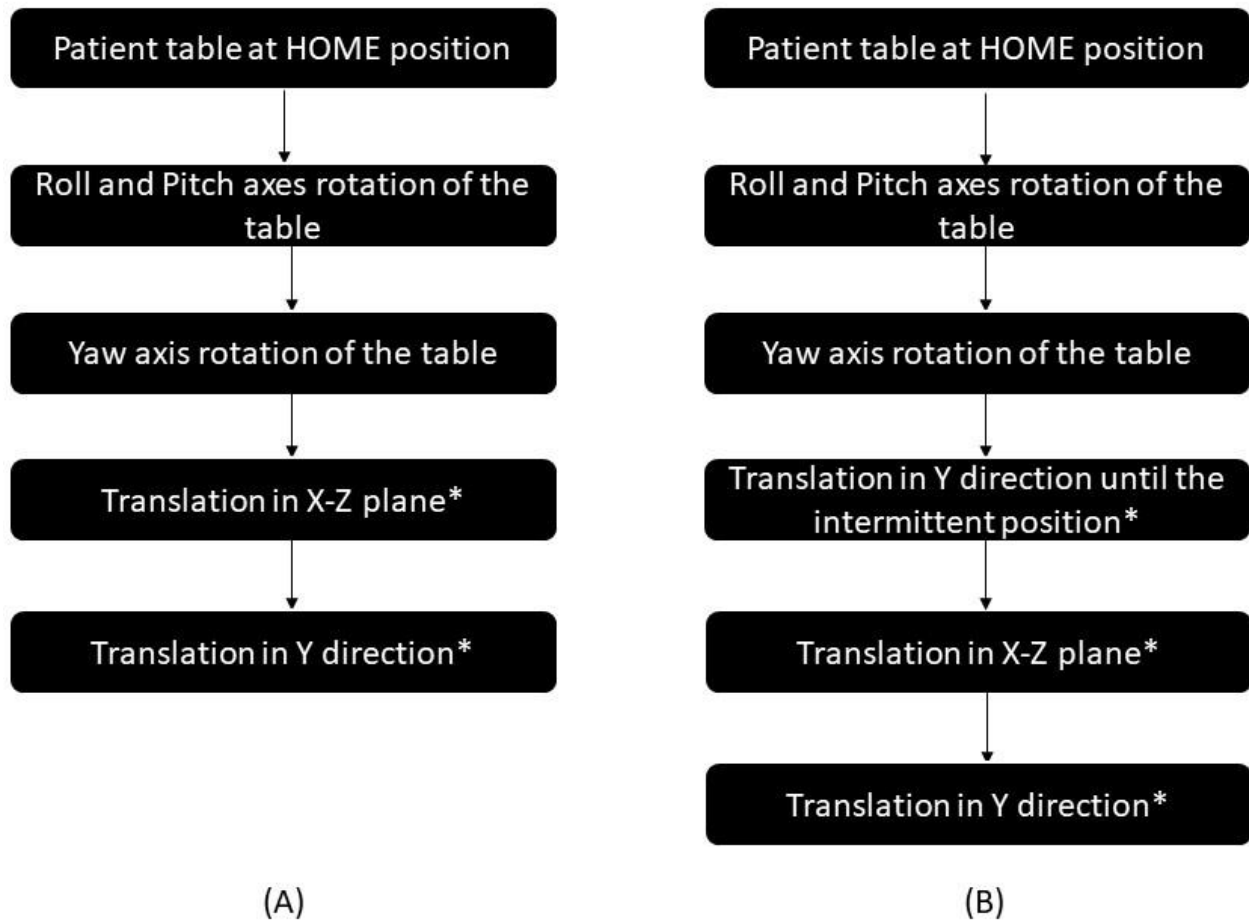 Patient table at HOME position
Roll and Pitch axes rotation of the
table
Yaw axis rotation of the table
Translation in X-Z plane*
Translation in Y direction*
(A)
Patient table at HOME position
Roll and Pitch axes rotation of the
table
Yaw axis rotation of the table
Translation in Y direction until the
intermittent position*
Translation in X-Z plane*
Translation in Y direction*
(B)